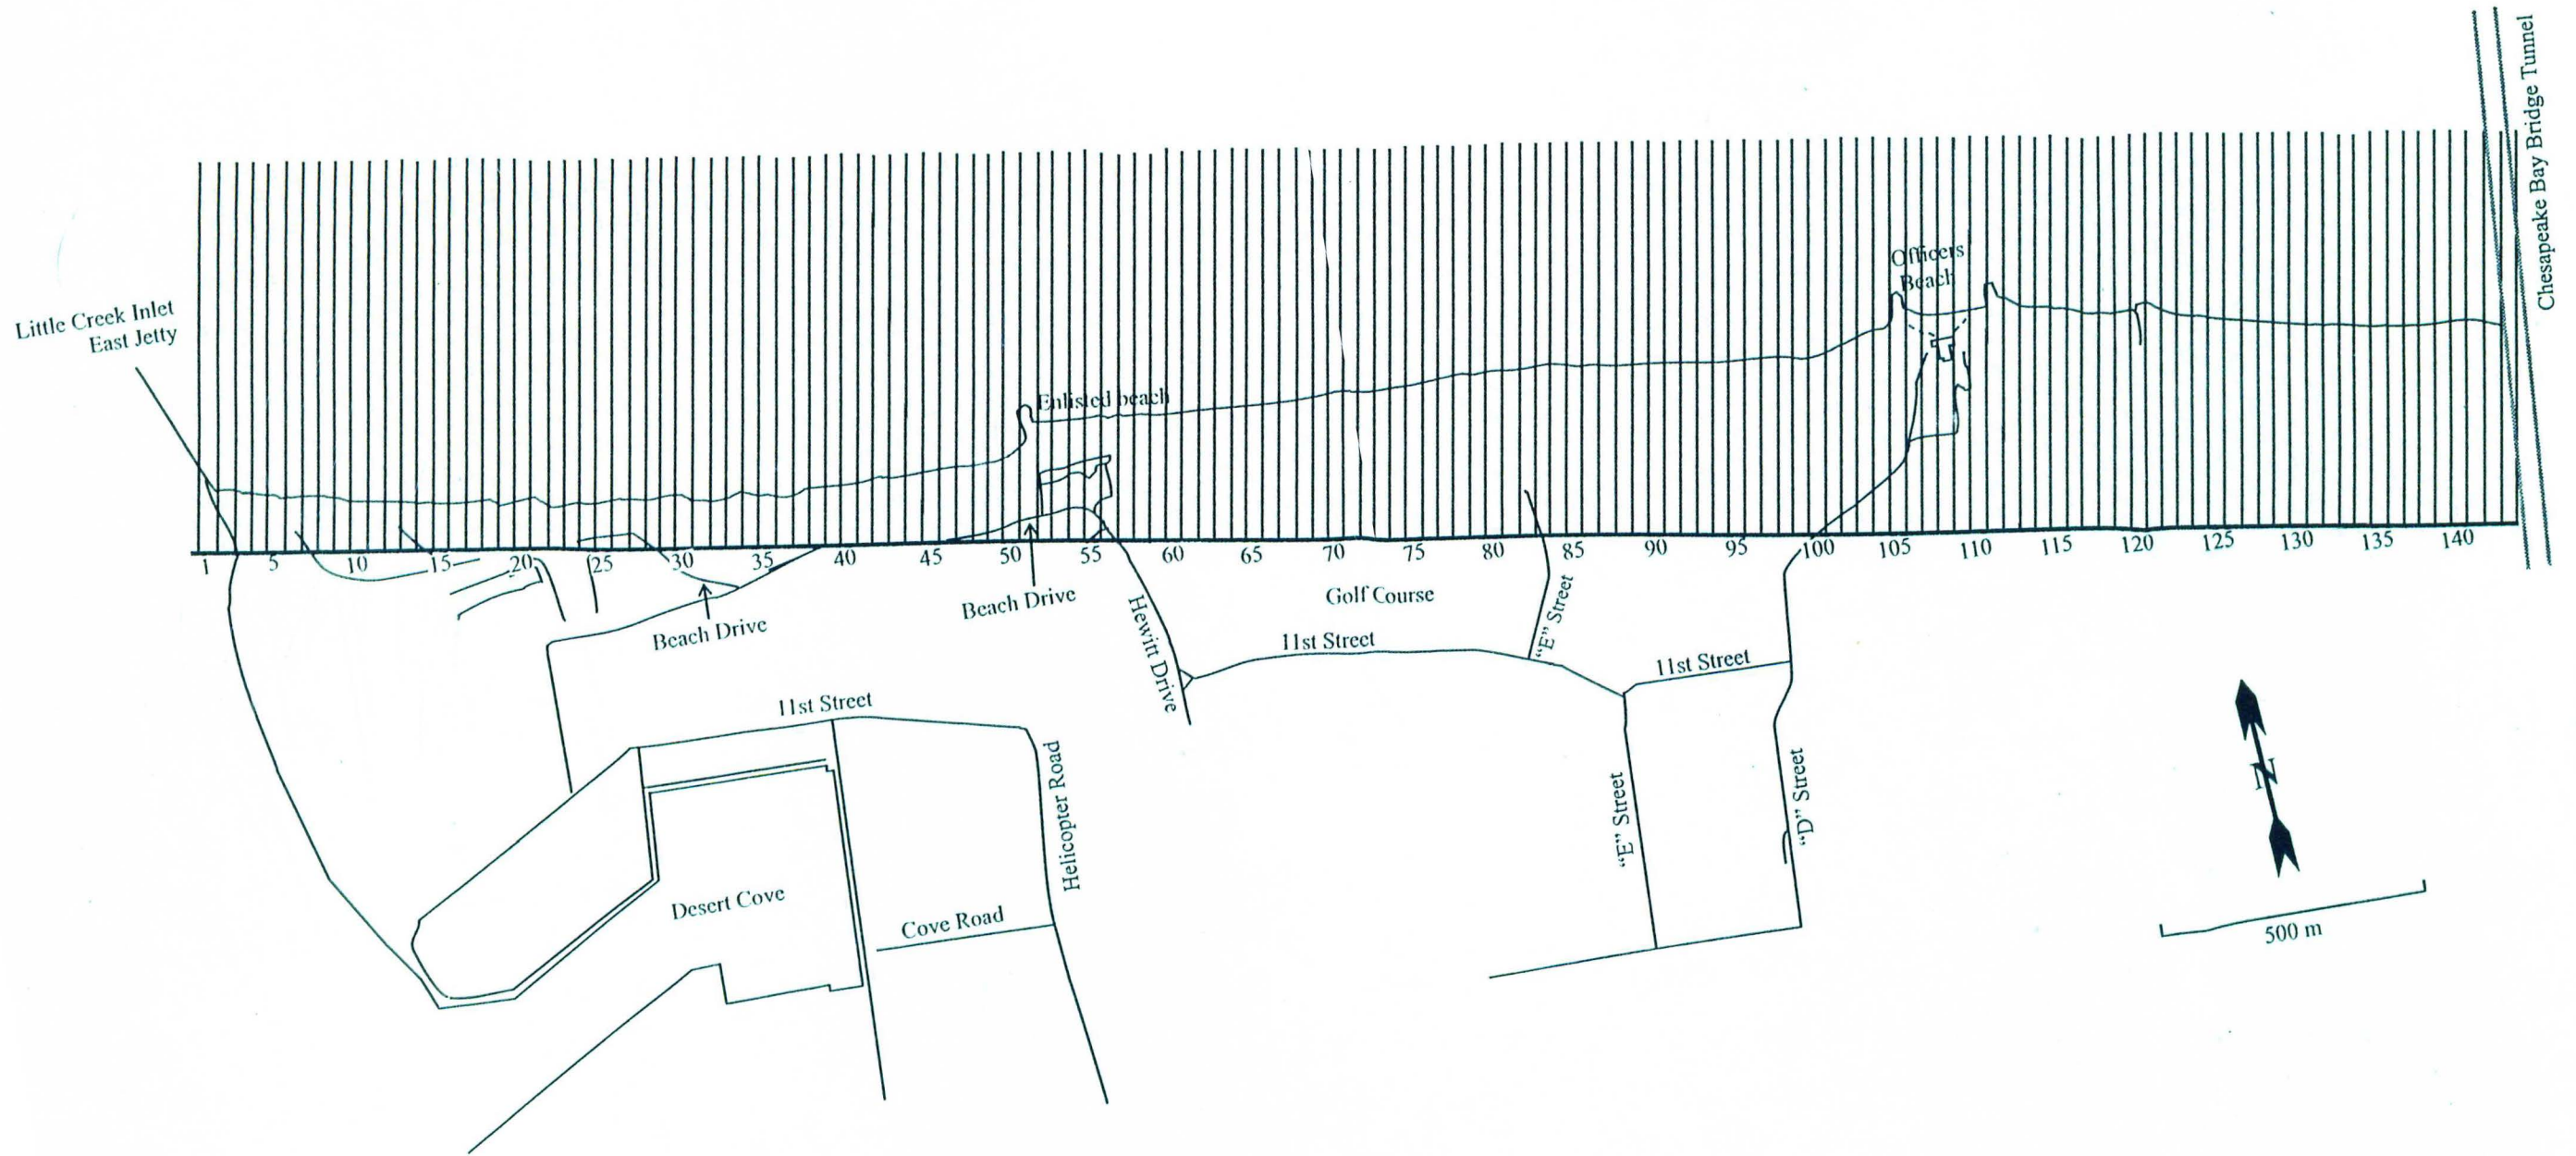 Chesapeake Bay Bridge Tunnel
Officers
Beach
Little Creek Inlet
East Jetty
Enlisted beach
1 5 10 15 20 25 30 35 40 45 50 55 60 65 70 75 80 85 90 95 100 105 110 115 120 125 130 135 140
Beach Drive
Beach Drive
Hewitt Drive
Golf Course
"E" Street
11st Street
11st Street
11st Street
Helicopter Road
"E" Street
"D" Street
N
Desert Cove
Cove Road
500 m